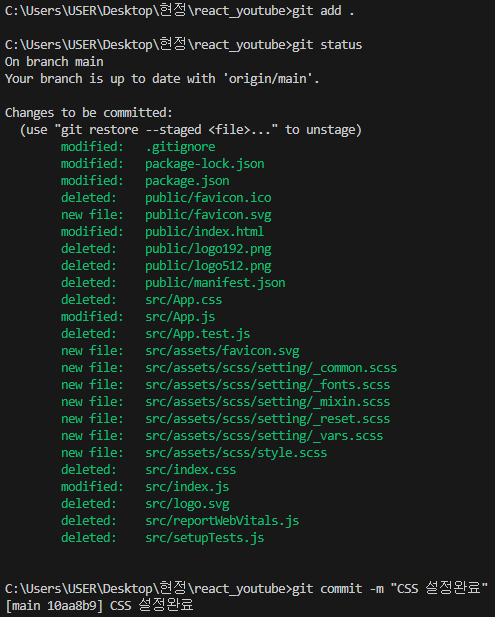 C:\Users\USER\Desktop\현정\react_youtube>git add .
C:\Users\USER\Desktop\현정\react_youtube>git status
On branch main
Your branch is up to date with 'origin/main'.
Changes to be committed:
  (use "git restore --staged <file>..." to unstage)
        modified:   .gitignore
        modified:   package-lock.json
        modified:   package.json
        deleted:    public/favicon.ico
        new file:   public/favicon.svg
        modified:   public/index.html
        deleted:    public/logo192.png
        deleted:    public/logo512.png
        deleted:    public/manifest.json
        deleted:    src/App.css
        modified:   src/App.js
        deleted:    src/App.test.js
        new file:   src/assets/favicon.svg
        new file:   src/assets/scss/setting/_common.scss
        new file:   src/assets/scss/setting/_fonts.scss
        new file:   src/assets/scss/setting/_mixin.scss
        new file:   src/assets/scss/setting/_reset.scss
        new file:   src/assets/scss/setting/_vars.scss
        new file:   src/assets/scss/style.scss
        deleted:    src/index.css
        modified:   src/index.js
        deleted:    src/logo.svg
        deleted:    src/reportWebVitals.js
        deleted:    src/setupTests.js
C:\Users\USER\Desktop\현정\react_youtube>git commit -m "CSS 설정완료"
[main 10aa8b9] CSS 설정완료